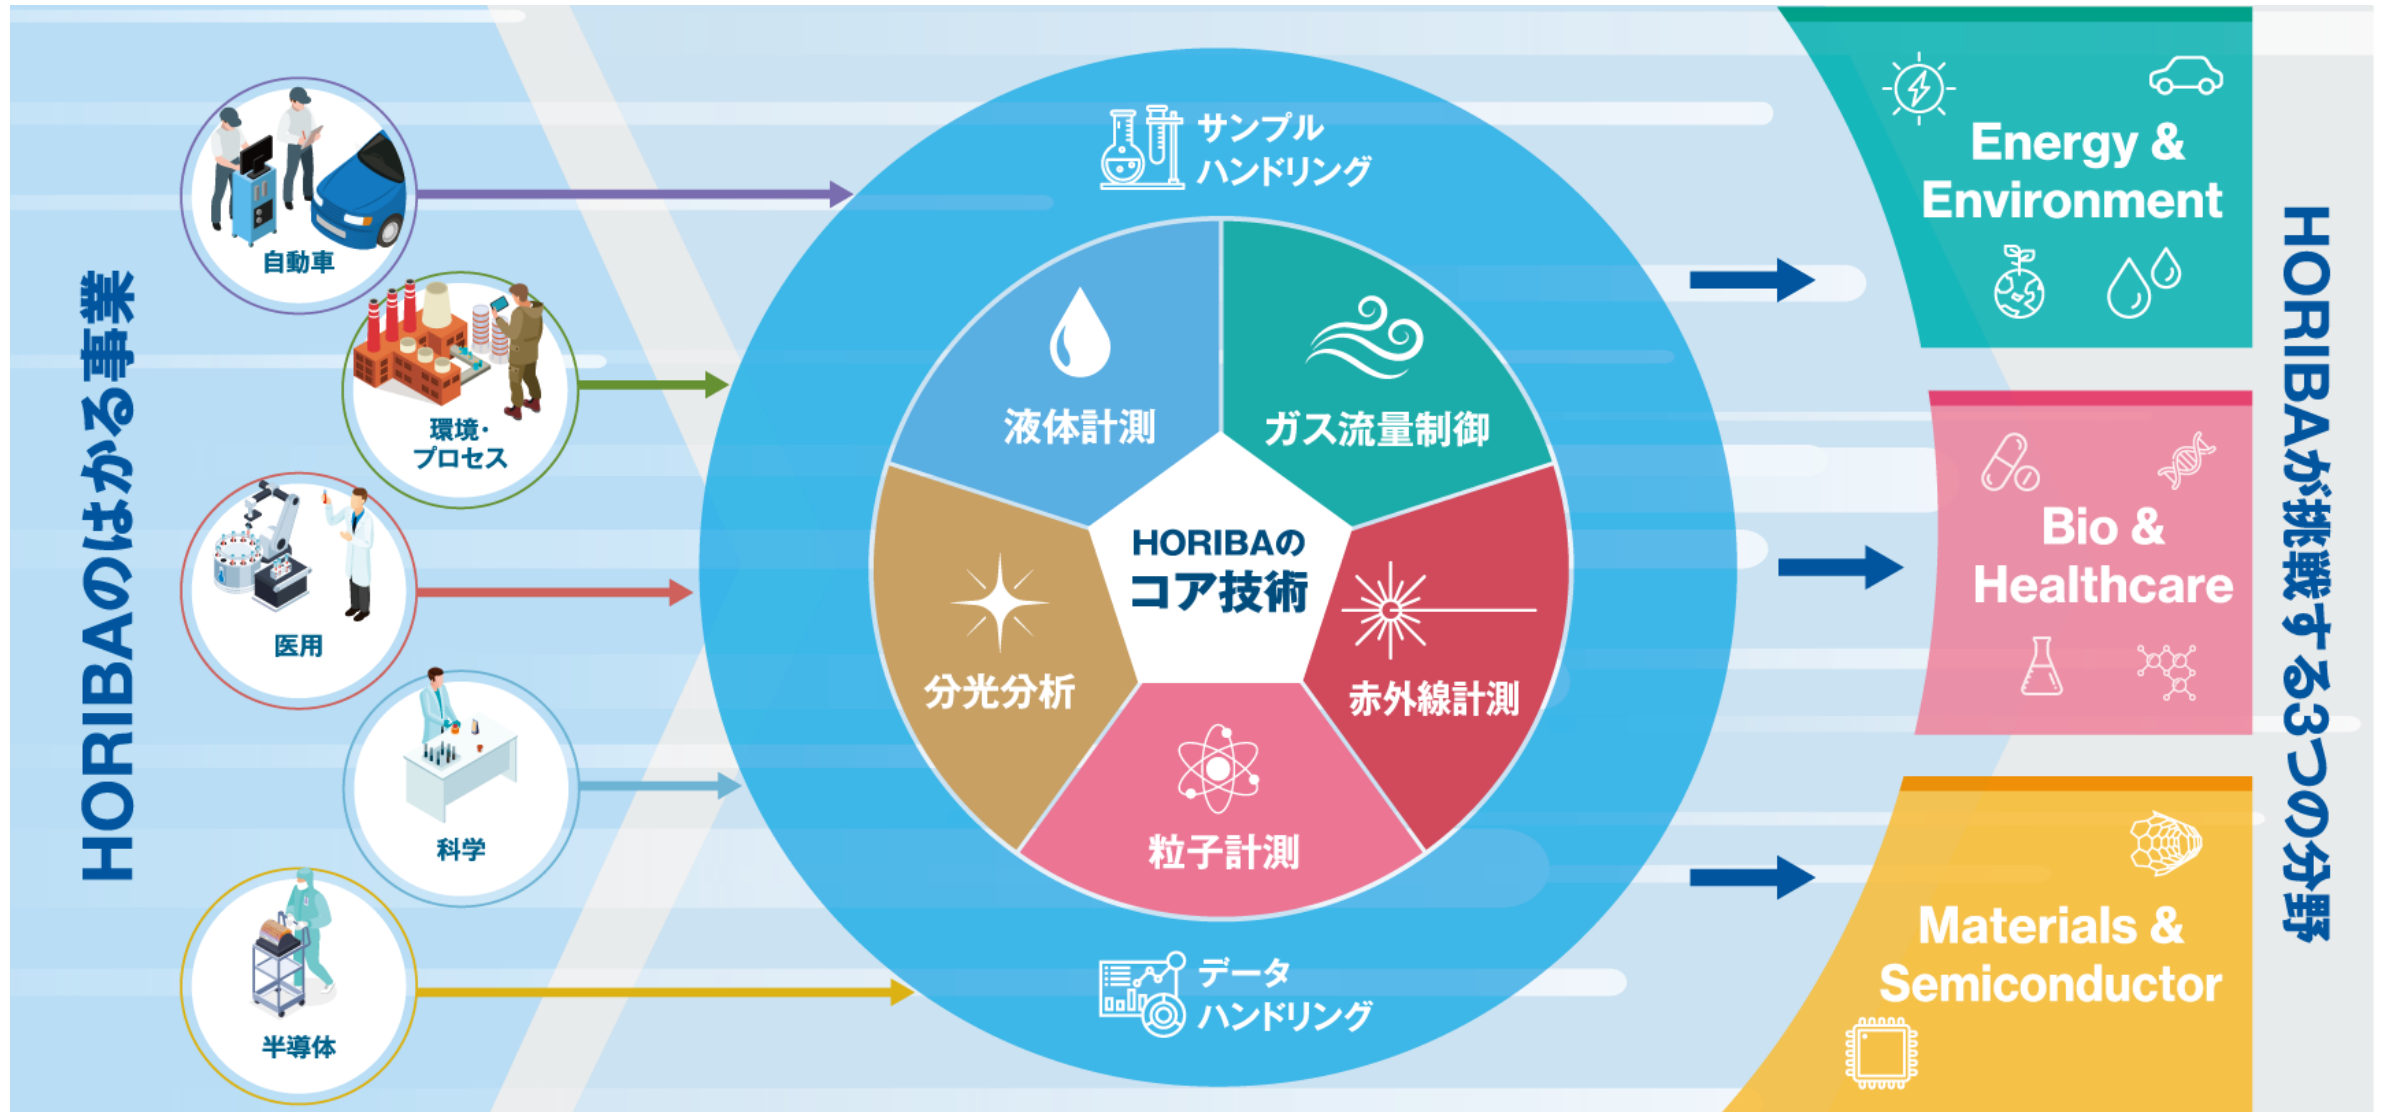 HORIBAのはかる事業
自動車
環境・
プロセス
医用
科学
半導体
サンプル
ハンドリング
液体計測
ガス流量制御
HORIBAの
コア技術
分光分析
赤外線計測
粒子計測
データ
ハンドリング
Energy &
Environment
Bio &
Healthcare
Materials &
Semiconductor
HORIBAが挑戦する3つの分野